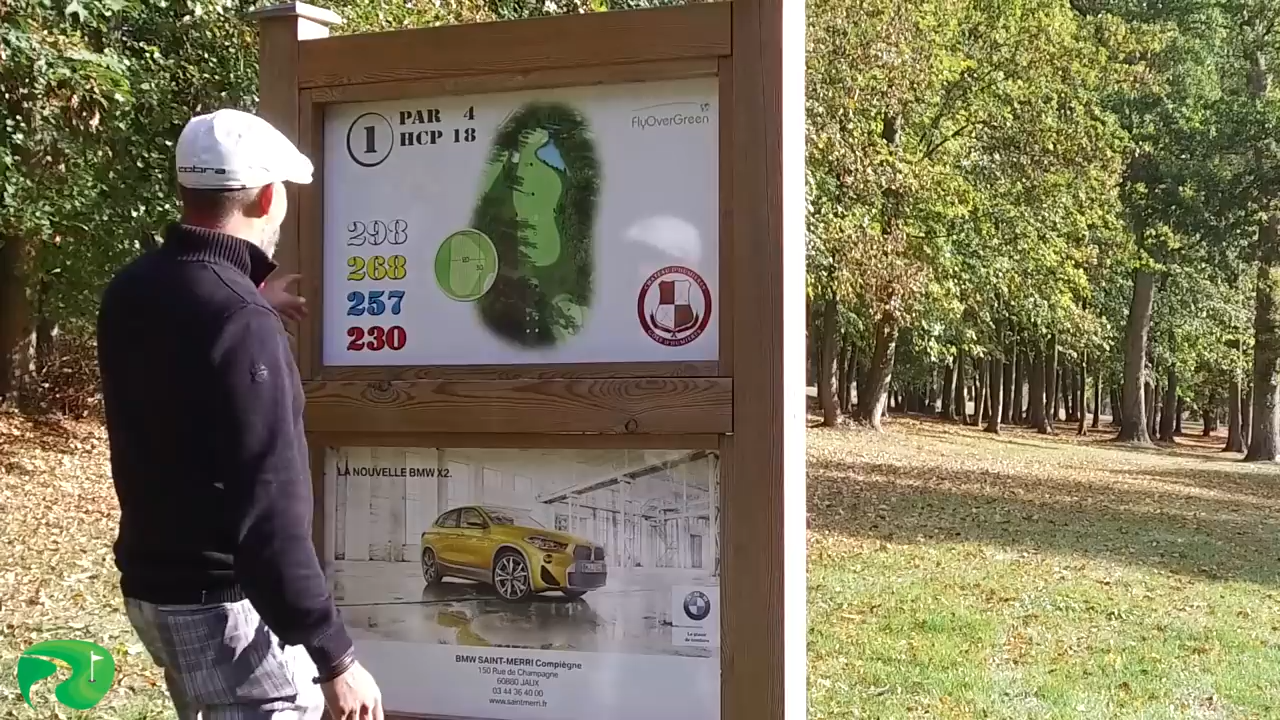 cobra
1
PAR 4
HCP 18
FlyOverGreen
298
268
257
230
LA NOUVELLE BMW X2.
BMW SAINT-MERRI Compiègne
150 Rue de Champagne
60880 JAUX
03 44 36 40 00
www.saintmerri.fr